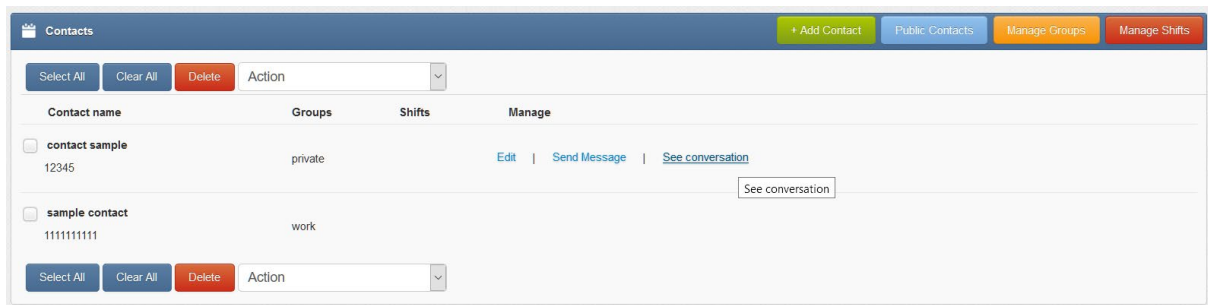 Contacts + Add Contact Public Contacts Manage Groups Manage Shifts
Select All Clear All Delete Action
Contact name Groups Shifts Manage
contact sample
12345 private Edit | Send Message | See conversation
See conversation
sample contact
1111111111 work
Select All Clear All Delete Action